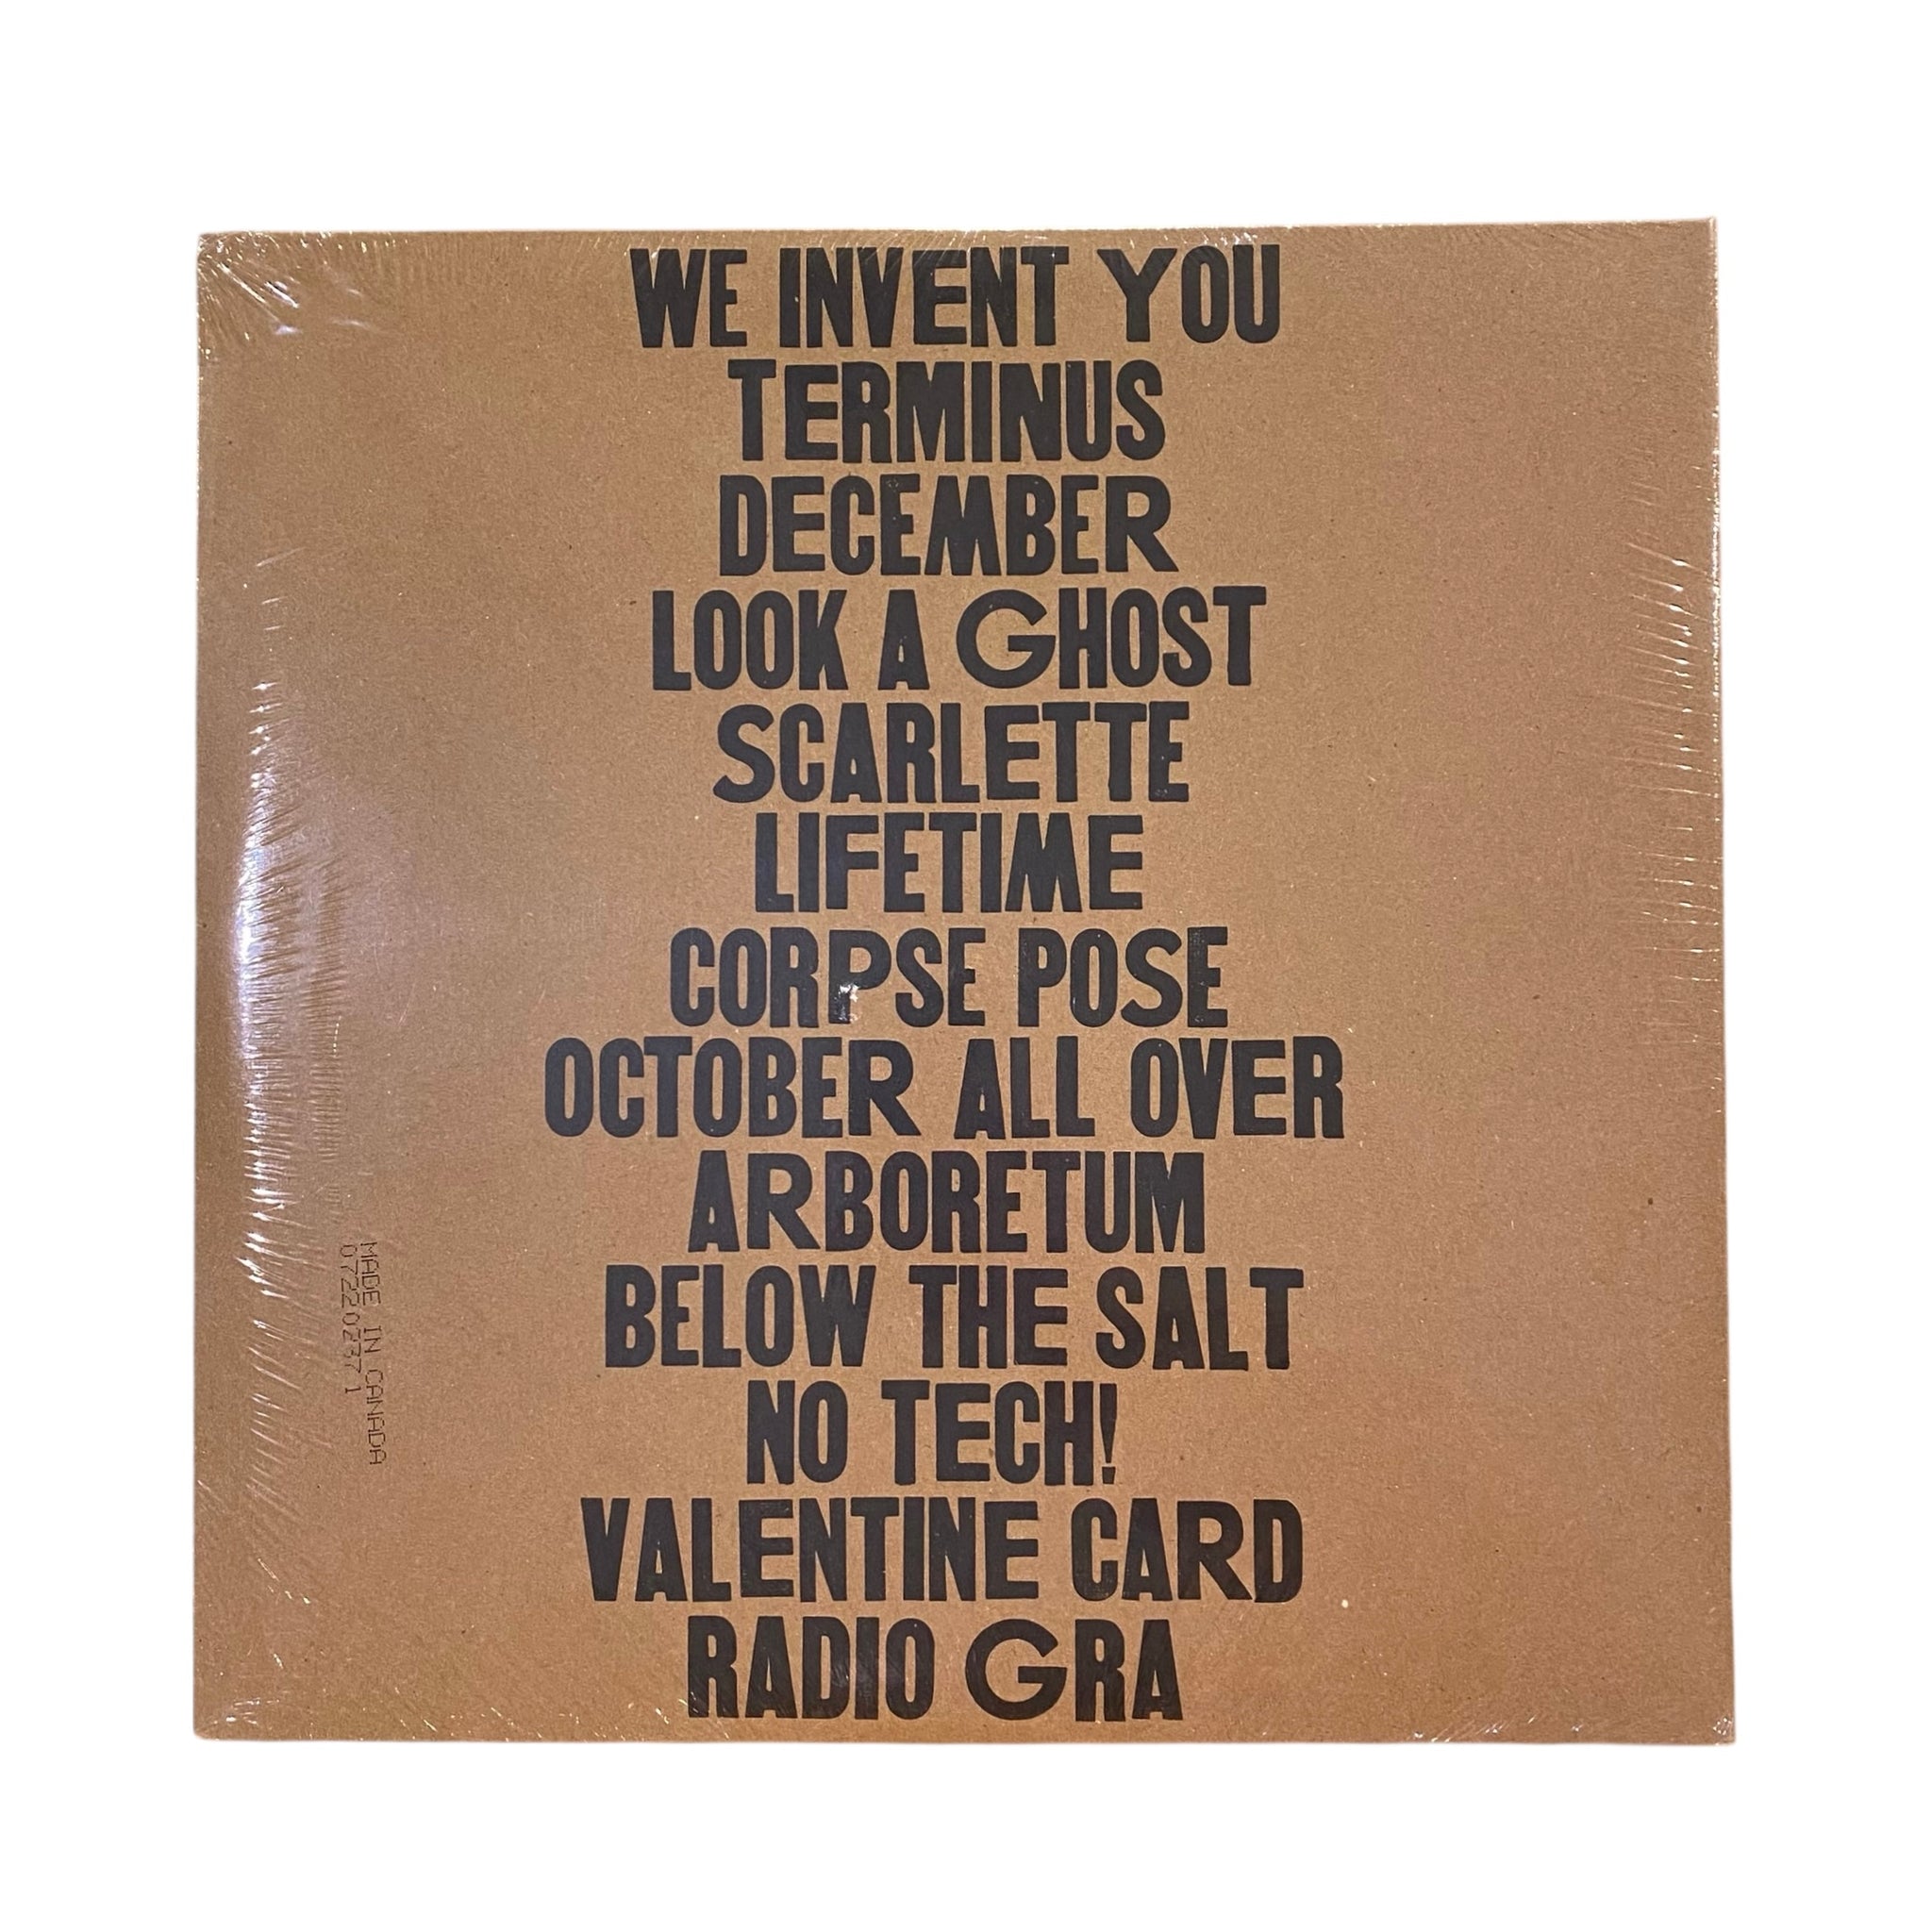 WE INVENT YOU
TERMINUS
DECEMBER
LOOK A GHOST
SCARLETTE
LIFETIME
CORPSE POSE
OCTOBER ALL OVER
ARBORETUM
BELOW THE SALT
NO TECH!
VALENTINE CARD
RADIO GRA
MADE IN CANADA
072202371